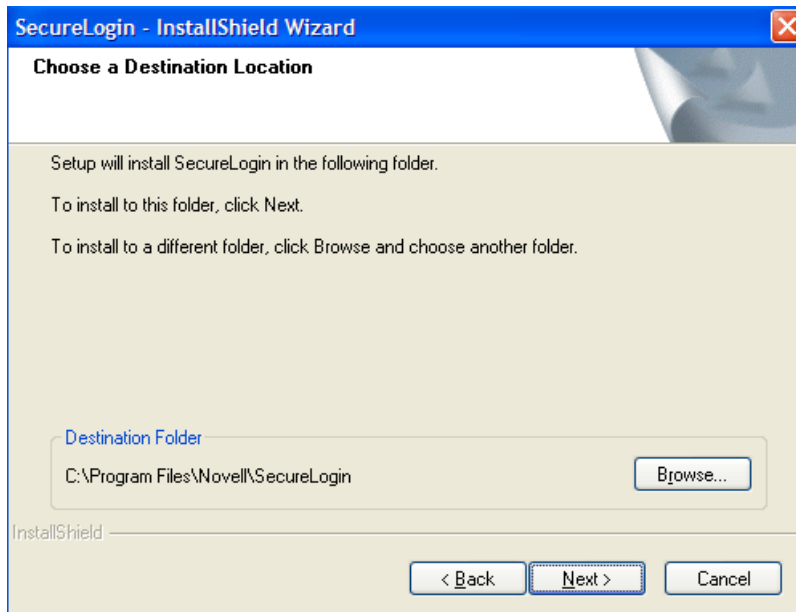 SecureLogin - InstallShield Wizard
Choose a Destination Location
Setup will install SecureLogin in the following folder.
To install to this folder, click Next.
To install to a different folder, click Browse and choose another folder.
Destination Folder
C:\Program Files\Novell\SecureLogin
Browse...
InstallShield
< Back
Next >
Cancel